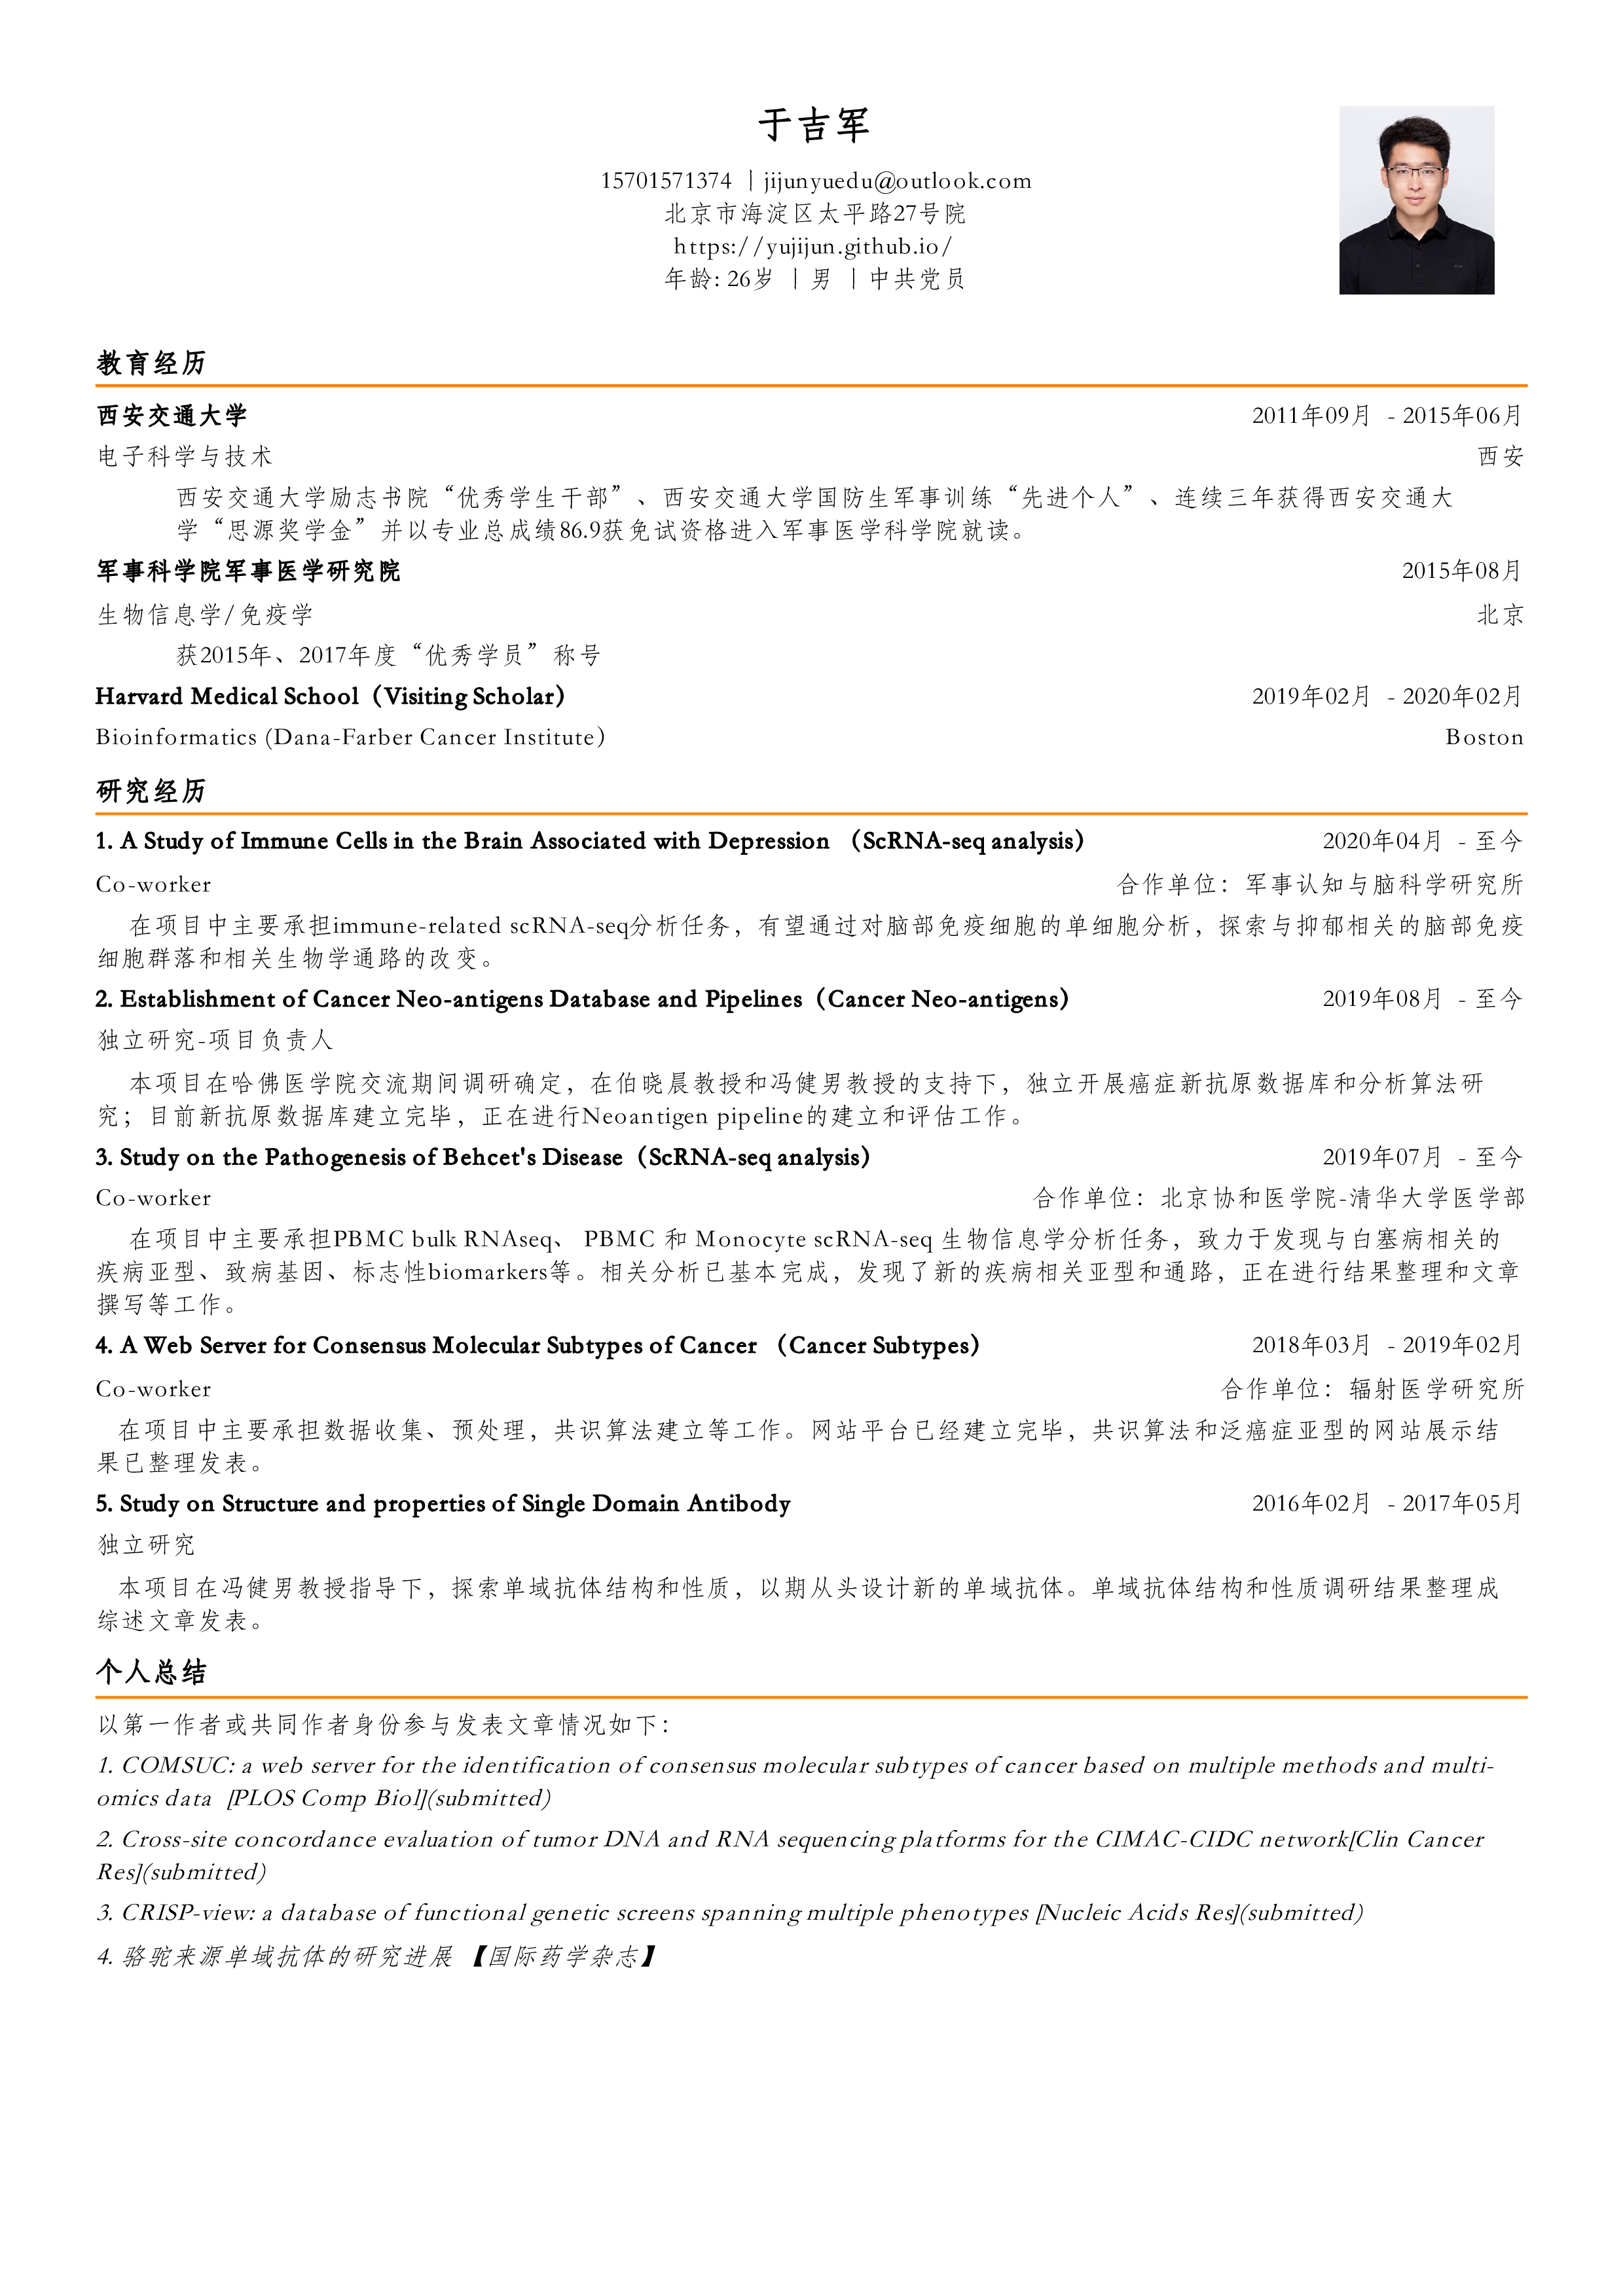 于吉军
15701571374 | jijunyuedu@outlook.com
北京市海淀区太平路27号院
https://yujijun.github.io/
年龄: 26岁 | 男 | 中共党员
教育经历
西安交通大学 2011年09月 - 2015年06月
电子科学与技术 西安
西安交通大学励志书院“优秀学生干部”、西安交通大学国防生军事训练“先进个人”、连续三年获得西安交通大
学“思源奖学金”并以专业总成绩86.9获免试资格进入军事医学科学院就读。
军事科学院军事医学研究院 2015年08月
生物信息学/免疫学 北京
获2015年、2017年度“优秀学员”称号
Harvard Medical School（Visiting Scholar） 2019年02月 - 2020年02月
Bioinformatics (Dana-Farber Cancer Institute） Boston
研究经历
1. A Study of Immune Cells in the Brain Associated with Depression （ScRNA-seq analysis） 2020年04月 - 至今
Co-worker 合作单位：军事认知与脑科学研究所
在项目中主要承担immune-related scRNA-seq分析任务，有望通过对脑部免疫细胞的单细胞分析，探索与抑郁相关的脑部免疫
细胞群落和相关生物学通路的改变。
2. Establishment of Cancer Neo-antigens Database and Pipelines（Cancer Neo-antigens） 2019年08月 - 至今
独立研究-项目负责人
本项目在哈佛医学院交流期间调研确定，在伯晓晨教授和冯健男教授的支持下，独立开展癌症新抗原数据库和分析算法研
究；目前新抗原数据库建立完毕，正在进行Neoantigen pipeline的建立和评估工作。
3. Study on the Pathogenesis of Behcet's Disease（ScRNA-seq analysis） 2019年07月 - 至今
Co-worker 合作单位：北京协和医学院-清华大学医学部
在项目中主要承担PBMC bulk RNAseq、 PBMC 和 Monocyte scRNA-seq 生物信息学分析任务，致力于发现与白塞病相关的
疾病亚型、致病基因、标志性biomarkers等。相关分析已基本完成，发现了新的疾病相关亚型和通路，正在进行结果整理和文章
撰写等工作。
4. A Web Server for Consensus Molecular Subtypes of Cancer （Cancer Subtypes） 2018年03月 - 2019年02月
Co-worker 合作单位：辐射医学研究所
在项目中主要承担数据收集、预处理，共识算法建立等工作。网站平台已经建立完毕，共识算法和泛癌症亚型的网站展示结
果已整理发表。
5. Study on Structure and properties of Single Domain Antibody 2016年02月 - 2017年05月
独立研究
本项目在冯健男教授指导下，探索单域抗体结构和性质，以期从头设计新的单域抗体。单域抗体结构和性质调研结果整理成
综述文章发表。
个人总结
以第一作者或共同作者身份参与发表文章情况如下：
1. COMSUC: a web server for the identification of consensus molecular subtypes of cancer based on multiple methods and multi-
omics data [PLOS Comp Biol](submitted)
2. Cross-site concordance evaluation of tumor DNA and RNA sequencing platforms for the CIMAC-CIDC network[Clin Cancer
Res](submitted)
3. CRISP-view: a database of functional genetic screens spanning multiple phenotypes [Nucleic Acids Res](submitted)
4. 骆驼来源单域抗体的研究进展 【国际药学杂志】